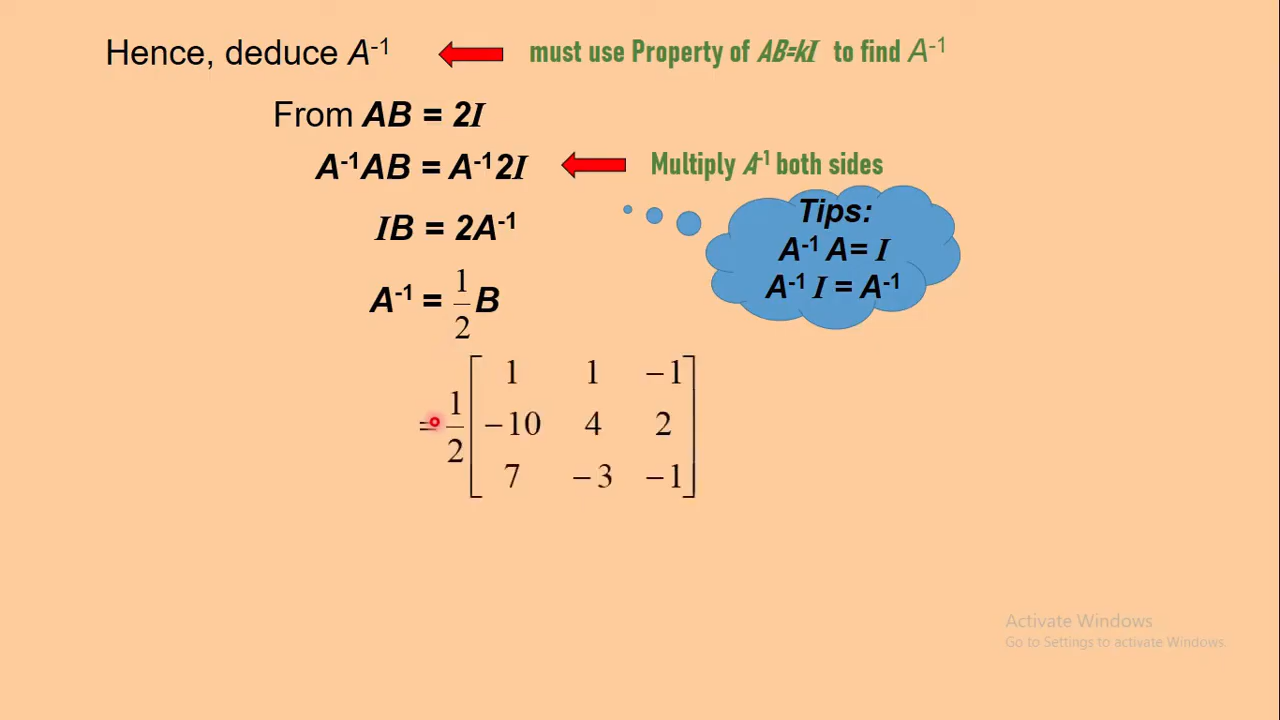 Hence, deduce A⁻¹ must use Property of AB=kI to find A⁻¹
From AB = 2I
A⁻¹AB = A⁻¹2I Multiply A⁻¹ both sides
IB = 2A⁻¹
Tips:
A⁻¹ A= I
A⁻¹ I = A⁻¹
A⁻¹ = 1/2 B
= 1/2 [ 1 1 −1
−10 4 2
7 −3 −1 ]
Activate Windows
Go to Settings to activate Windows.